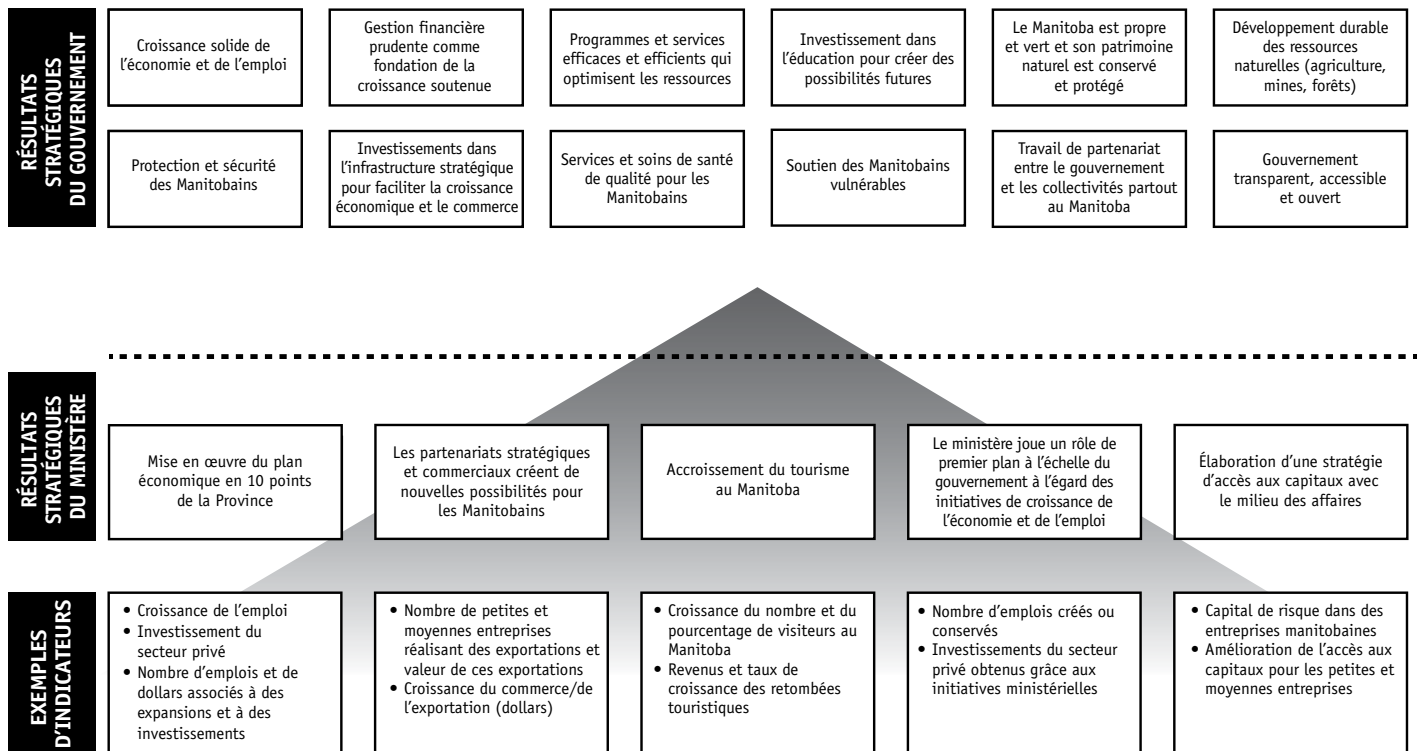 RÉSULTATS
STRATÉGIQUES
DU GOUVERNEMENT
Croissance solide de
l'économie et de l'emploi
Gestion financière
prudente comme
fondation de la
croissance soutenue
Programmes et services
efficaces et efficients qui
optimisent les ressources
Investissement dans
l'éducation pour créer des
possibilités futures
Le Manitoba est propre
et vert et son patrimoine
naturel est conservé
et protégé
Développement durable
des ressources
naturelles (agriculture,
mines, forêts)
Protection et sécurité
des Manitobains
Investissements dans
l'infrastructure stratégique
pour faciliter la croissance
économique et le commerce
Services et soins de santé
de qualité pour les
Manitobains
Soutien des Manitobains
vulnérables
Travail de partenariat
entre le gouvernement
et les collectivités partout
au Manitoba
Gouvernement
transparent, accessible
et ouvert
RÉSULTATS
STRATÉGIQUES
DU MINISTÈRE
Mise en œuvre du plan
économique en 10 points
de la Province
Les partenariats stratégiques
et commerciaux créent de
nouvelles possibilités pour
les Manitobains
Accroissement du tourisme
au Manitoba
Le ministère joue un rôle de
premier plan à l'échelle du
gouvernement à l'égard des
initiatives de croissance de
l'économie et de l'emploi
Élaboration d'une stratégie
d'accès aux capitaux avec
le milieu des affaires
EXEMPLES
D'INDICATEURS
• Croissance de l'emploi
• Investissement du
secteur privé
• Nombre d'emplois et de
dollars associés à des
expansions et à des
investissements
• Nombre de petites et
moyennes entreprises
réalisant des exportations et
valeur de ces exportations
• Croissance du commerce/de
l'exportation (dollars)
• Croissance du nombre et du
pourcentage de visiteurs au
Manitoba
• Revenus et taux de
croissance des retombées
touristiques
• Nombre d'emplois créés ou
conservés
• Investissements du secteur
privé obtenus grâce aux
initiatives ministérielles
• Capital de risque dans des
entreprises manitobaines
• Amélioration de l'accès aux
capitaux pour les petites et
moyennes entreprises